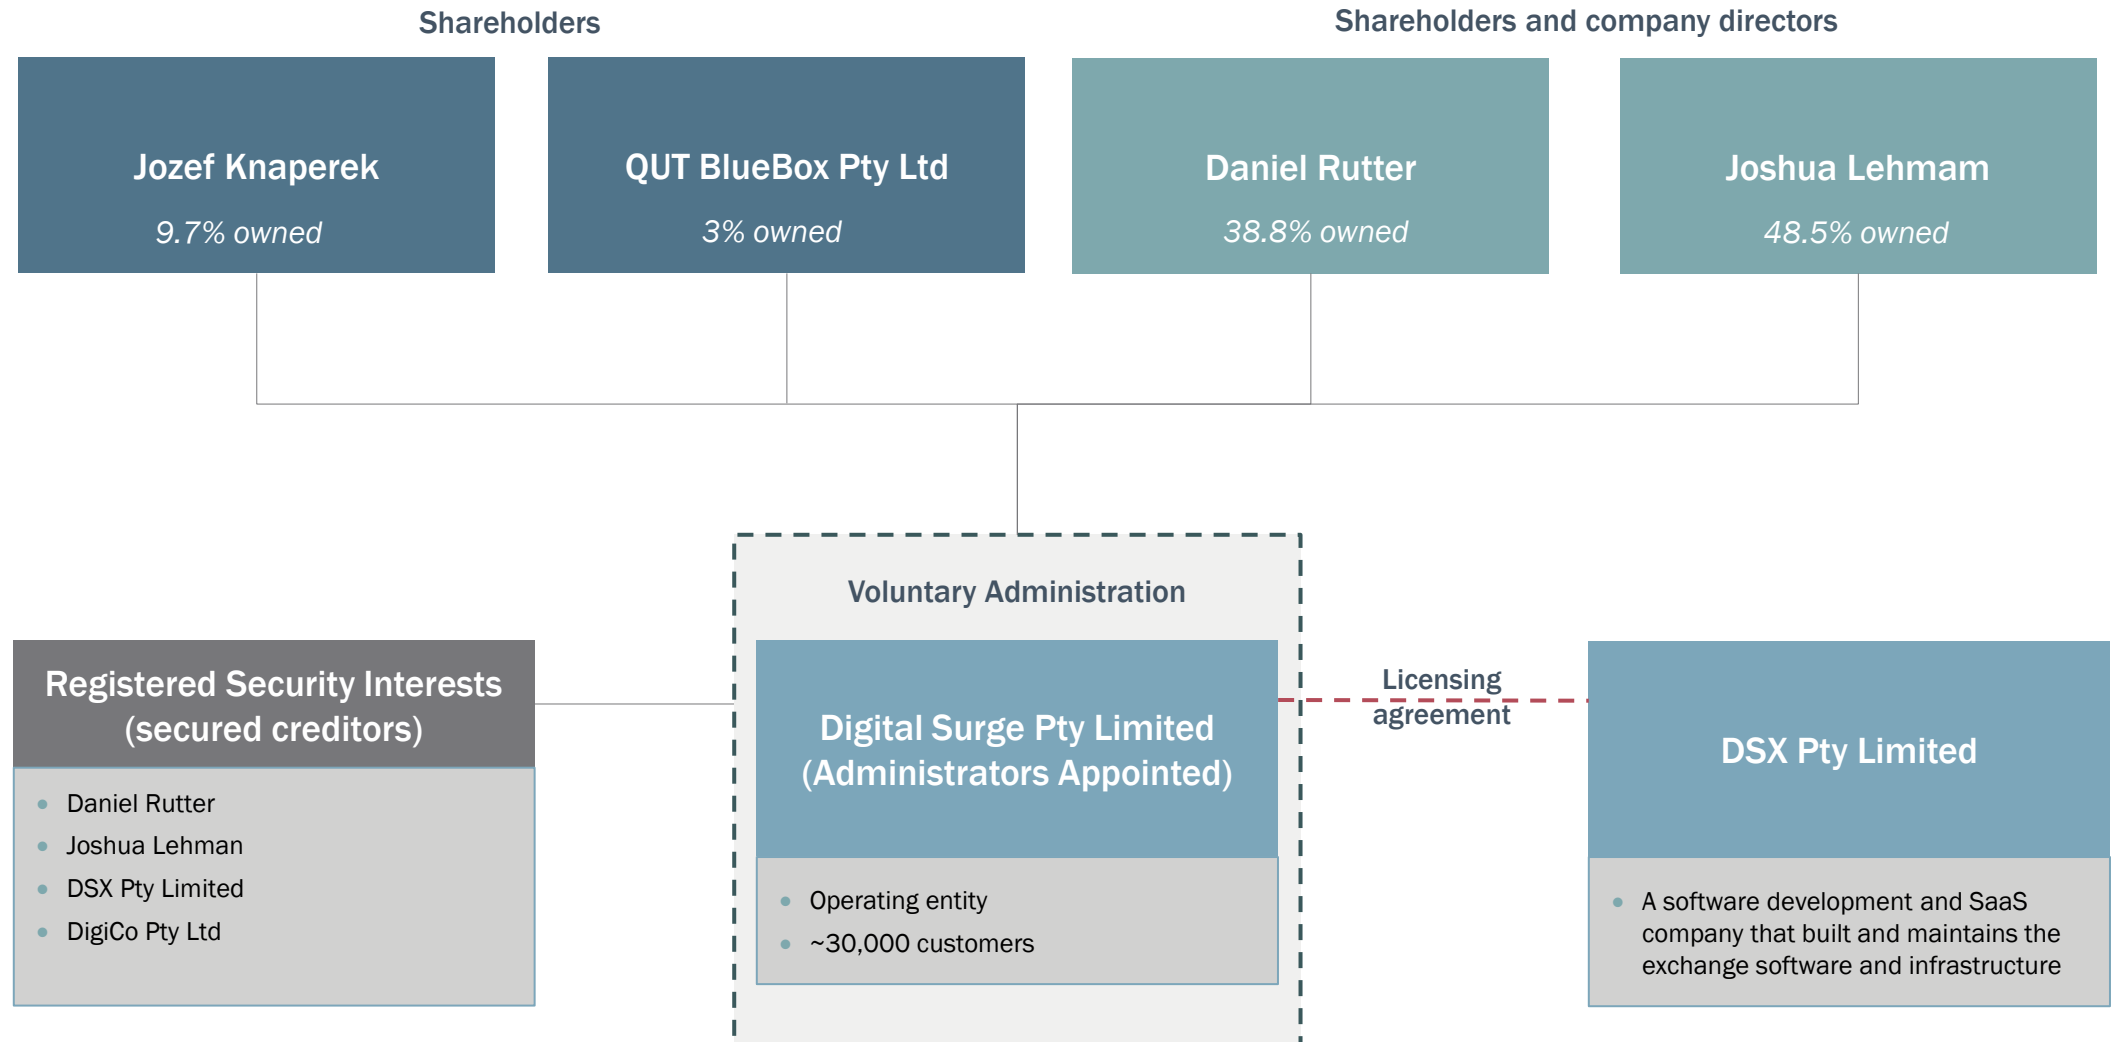 Shareholders
Shareholders and company directors
Jozef Knaperek
9.7% owned
QUT BlueBox Pty Ltd
3% owned
Daniel Rutter
38.8% owned
Joshua Lehmam
48.5% owned
Voluntary Administration
Registered Security Interests
(secured creditors)
Daniel Rutter
Joshua Lehman
DSX Pty Limited
DigiCo Pty Ltd
Digital Surge Pty Limited
(Administrators Appointed)
Operating entity
~30,000 customers
Licensing
agreement
DSX Pty Limited
A software development and SaaS
company that built and maintains the
exchange software and infrastructure